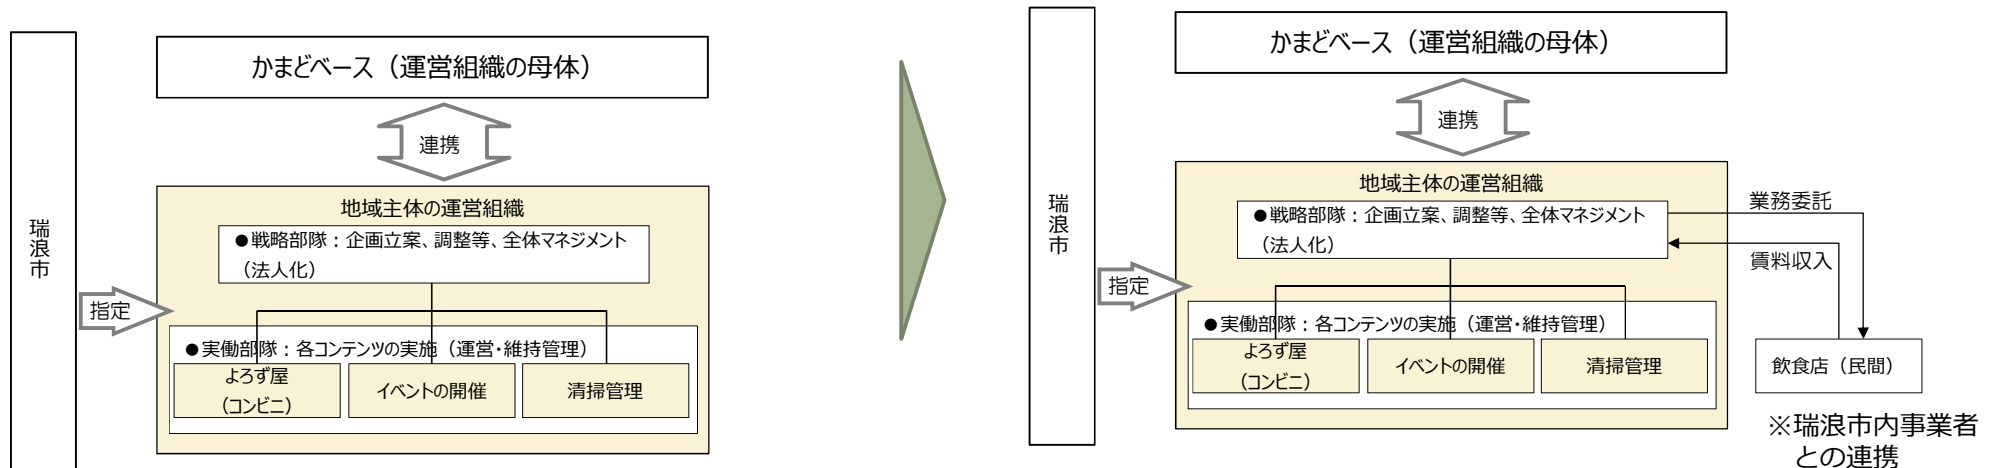 瑞浪市
かまどベース（運営組織の母体）
連携
指定
地域主体の運営組織
●戦略部隊：企画立案、調整等、全体マネジメント
（法人化）
●実働部隊：各コンテンツの実施（運営・維持管理）
よろず屋
（コンビニ）
イベントの開催
清掃管理
瑞浪市
かまどベース（運営組織の母体）
連携
指定
地域主体の運営組織
●戦略部隊：企画立案、調整等、全体マネジメント
（法人化）
業務委託
賃料収入
●実働部隊：各コンテンツの実施（運営・維持管理）
よろず屋
（コンビニ）
イベントの開催
清掃管理
飲食店（民間）
※瑞浪市内事業者
との連携